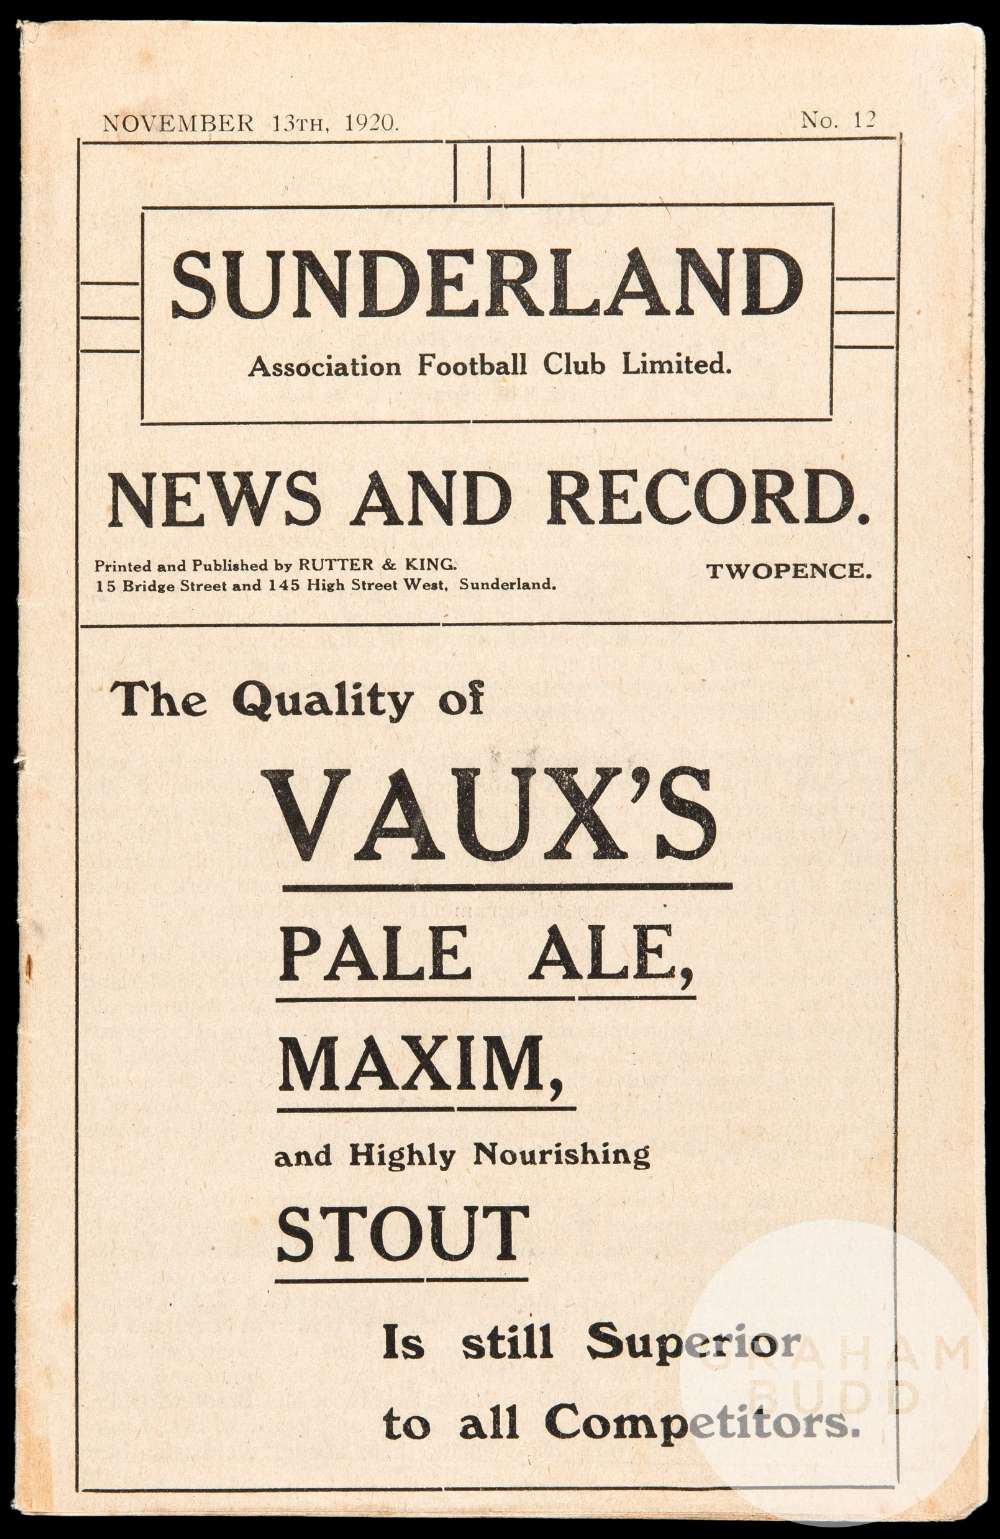 NOVEMBER 13TH, 1920. No. 12
SUNDERLAND
Association Football Club Limited.
NEWS AND RECORD.
Printed and Published by RUTTER & KING.
15 Bridge Street and 145 High Street West, Sunderland.
TWOPENCE.
The Quality of
VAUX'S
PALE ALE,
MAXIM,
and Highly Nourishing
STOUT
Is still Superior
to all Competitors.
GRAHAM
BUDD